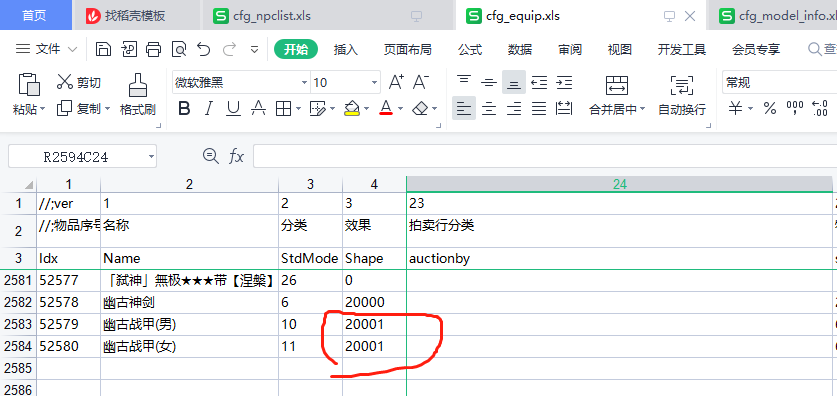 首页 找稻壳模板 cfg_npclist.xls cfg_equip.xls cfg_model_info.xl
文件 开始 插入 页面布局 公式 数据 审阅 视图 开发工具 会员专享
粘贴 剪切 复制 格式刷 微软雅黑 10 A+ A- 合并居中 自动换行 常规
B I U A ¥ % 000 ←.0 .00
R2594C24 fx
1 2 3 4 24
1 //;ver 1 2 3 23
2 //;物品序号 名称 分类 效果 拍卖行分类
3 Idx Name StdMode Shape auctionby
2581 52577 「弑神」無极★★★带【涅槃】 26 0
2582 52578 幽古神剑 6 20000
2583 52579 幽古战甲(男) 10 20001
2584 52580 幽古战甲(女) 11 20001
2585
2586